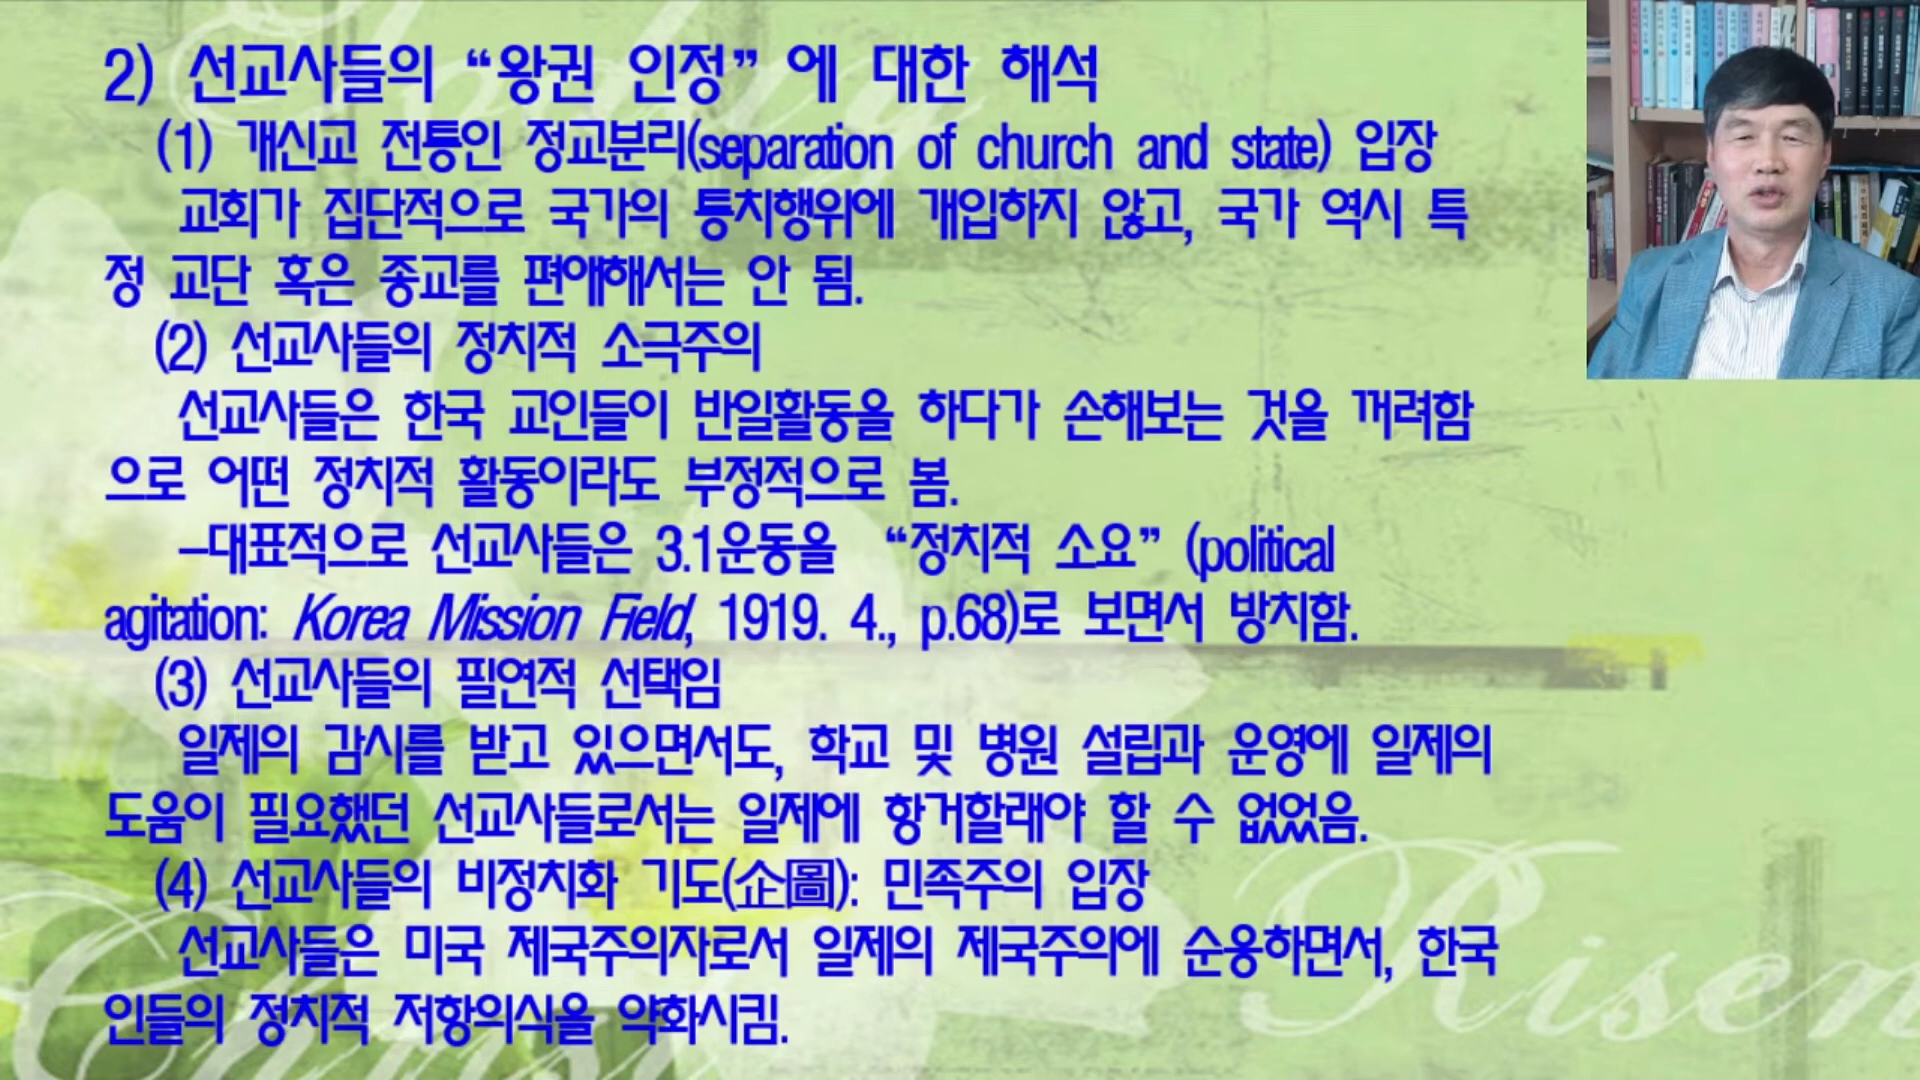 2) 선교사들의 “왕권 인정” 에 대한 해석
(1) 개신교 전통인 정교분리(separation of church and state) 입장
교회가 집단적으로 국가의 통치행위에 개입하지 않고, 국가 역시 특
정 교단 혹은 종교를 편애해서는 안 됨.
(2) 선교사들의 정치적 소극주의
선교사들은 한국 교인들이 반일활동을 하다가 손해보는 것을 꺼려함
으로 어떤 정치적 활동이라도 부정적으로 봄.
–대표적으로 선교사들은 3.1운동을 “정치적 소요” (political
agitation: Korea Mission Field, 1919. 4., p.68)로 보면서 방치함.
(3) 선교사들의 필연적 선택임
일제의 감시를 받고 있으면서도, 학교 및 병원 설립과 운영에 일제의
도움이 필요했던 선교사들로서는 일제에 항거할래야 할 수 없었음.
(4) 선교사들의 비정치화 기도(企圖): 민족주의 입장
선교사들은 미국 제국주의자로서 일제의 제국주의에 순응하면서, 한국
인들의 정치적 저항의식을 약화시킴.
Christ
Risen